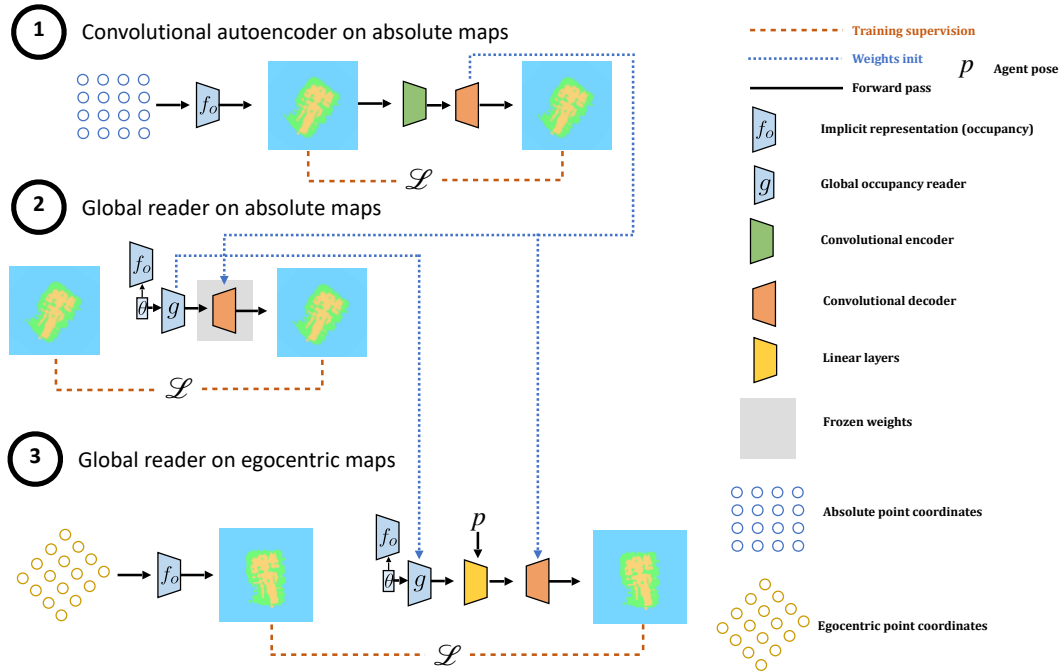 1
Convolutional autoencoder on absolute maps
f_o
ℒ
2
Global reader on absolute maps
f_o
θ
g
ℒ
3
Global reader on egocentric maps
f_o
f_o
θ
g
p
ℒ
Training supervision
Weights init
p
Agent pose
Forward pass
f_o
Implicit representation (occupancy)
g
Global occupancy reader
Convolutional encoder
Convolutional decoder
Linear layers
Frozen weights
Absolute point coordinates
Egocentric point coordinates